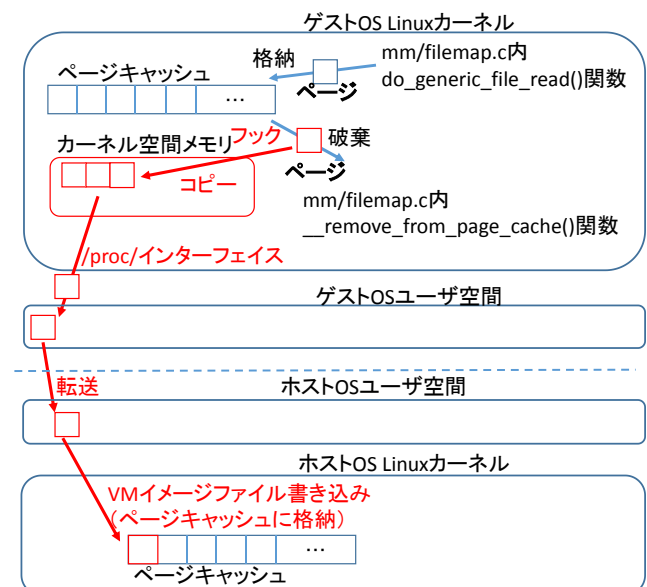 ゲストOS Linuxカーネル
格納
mm/filemap.c内
do_generic_file_read()関数
ページキャッシュ
ページ
…
カーネル空間メモリ
フック
破棄
コピー
ページ
mm/filemap.c内
__remove_from_page_cache()関数
/proc/インターフェイス
ゲストOSユーザ空間
転送
ホストOSユーザ空間
ホストOS Linuxカーネル
VMイメージファイル書き込み
(ページキャッシュに格納)
…
ページキャッシュ